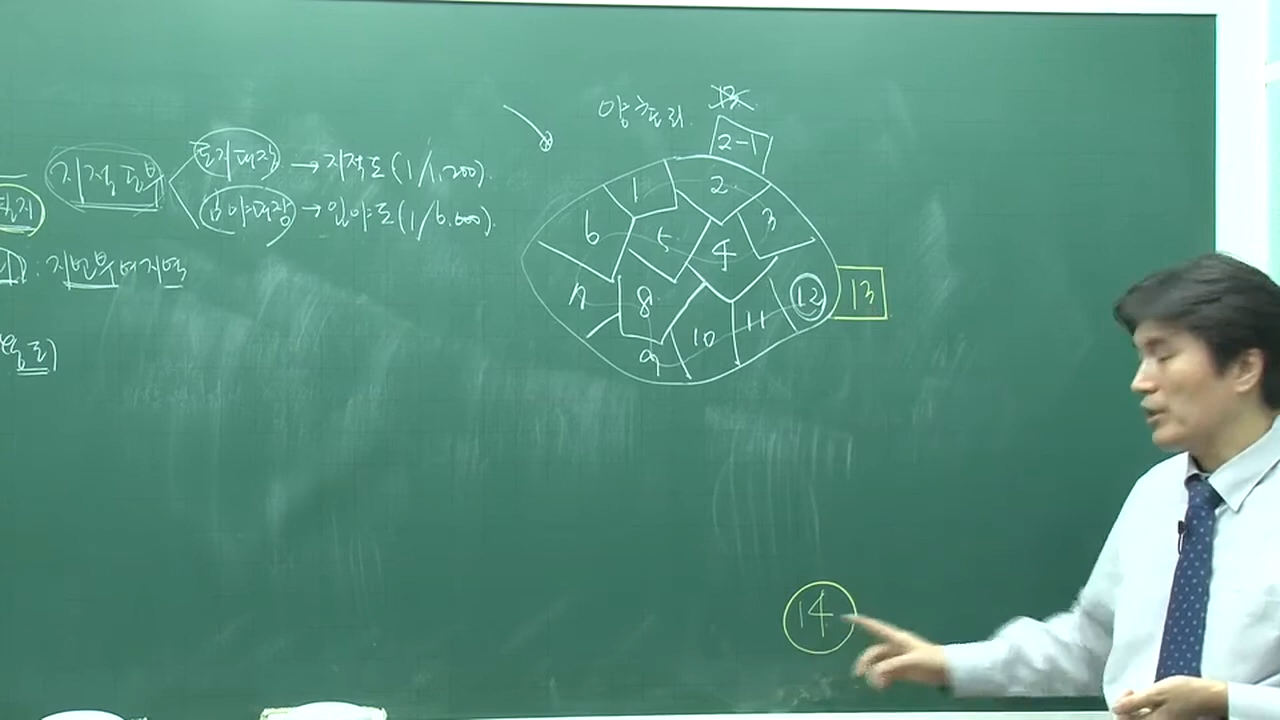 지적공부
토지대장 → 지적도(1/1,200)
임야대장 → 임야도(1/6,000)
: 지번부여지역
도)
양촌리
2-1
1
2
3
4
5
6
7
8
9
10
11
12
13
14